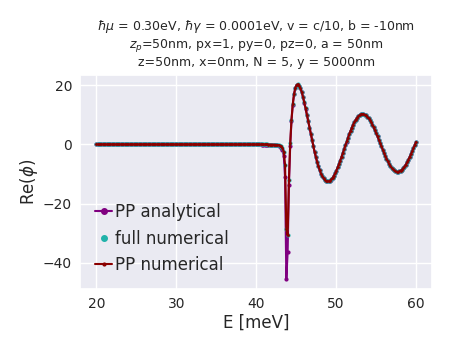 ħμ = 0.30eV, ħγ = 0.0001eV, v = c/10, b = -10nm
zₚ=50nm, px=1, py=0, pz=0, a = 50nm
z=50nm, x=0nm, N = 5, y = 5000nm
20
0
−20
−40
Re(ϕ)
PP analytical
full numerical
PP numerical
20 30 40 50 60
E [meV]